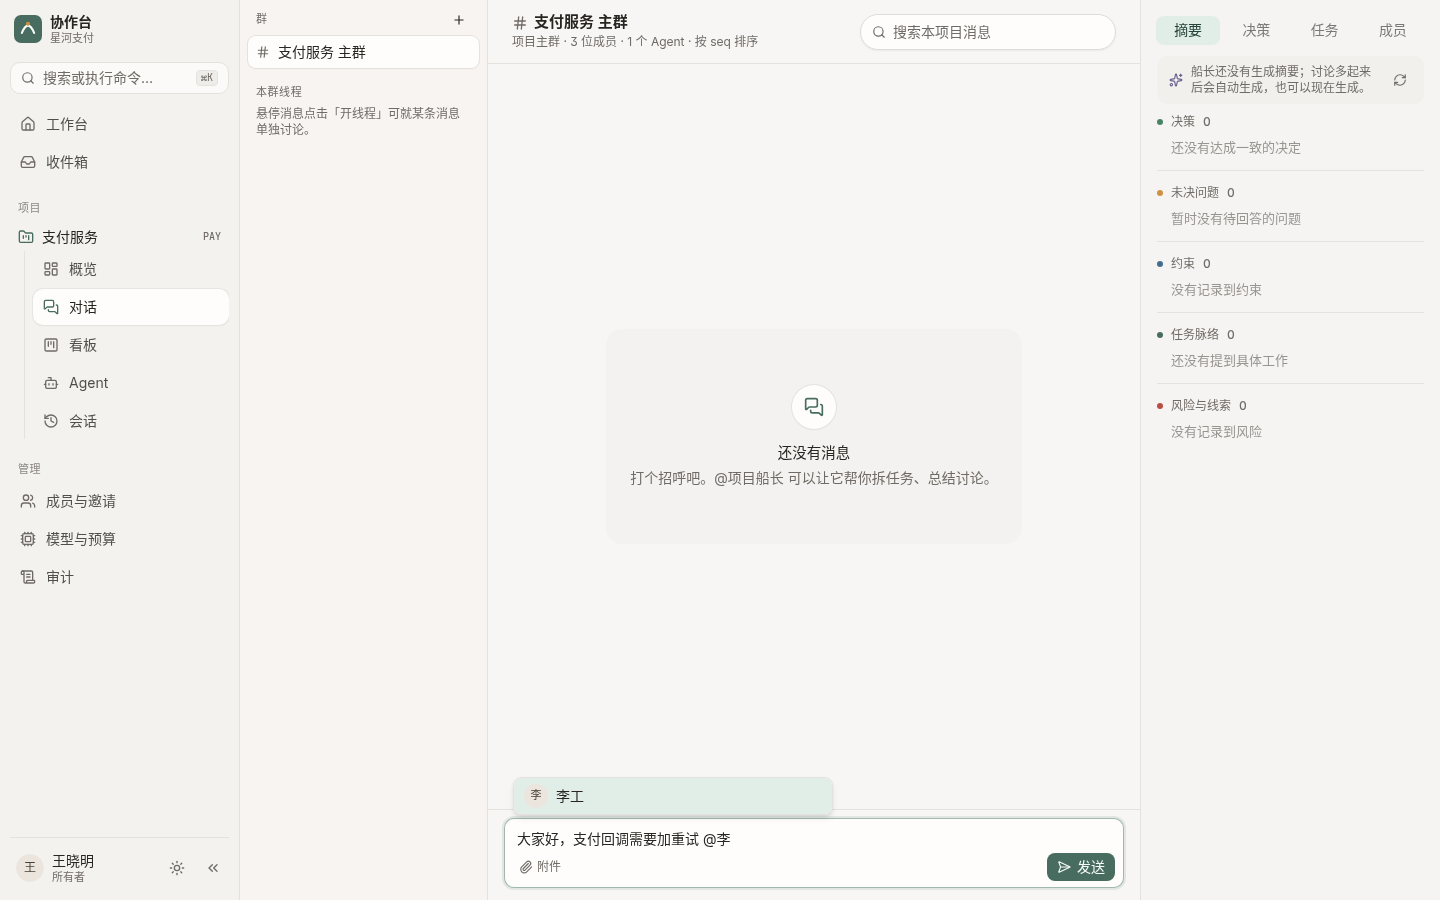 协作台
星河支付
搜索或执行命令...
⌘K
工作台
收件箱
项目
支付服务
PAY
概览
对话
看板
Agent
会话
管理
成员与邀请
模型与预算
审计
王
王晓明
所有者
群
支付服务 主群
本群线程
悬停消息点击「开线程」可就某条消息
单独讨论。
支付服务 主群
项目主群 · 3 位成员 · 1 个 Agent · 按 seq 排序
搜索本项目消息
还没有消息
打个招呼吧。@项目船长 可以让它帮你拆任务、总结讨论。
李
李工
大家好，支付回调需要加重试 @李
附件
发送
摘要
决策
任务
成员
船长还没有生成摘要；讨论多起来
后会自动生成，也可以现在生成。
决策 0
还没有达成一致的决定
未决问题 0
暂时没有待回答的问题
约束 0
没有记录到约束
任务脉络 0
还没有提到具体工作
风险与线索 0
没有记录到风险